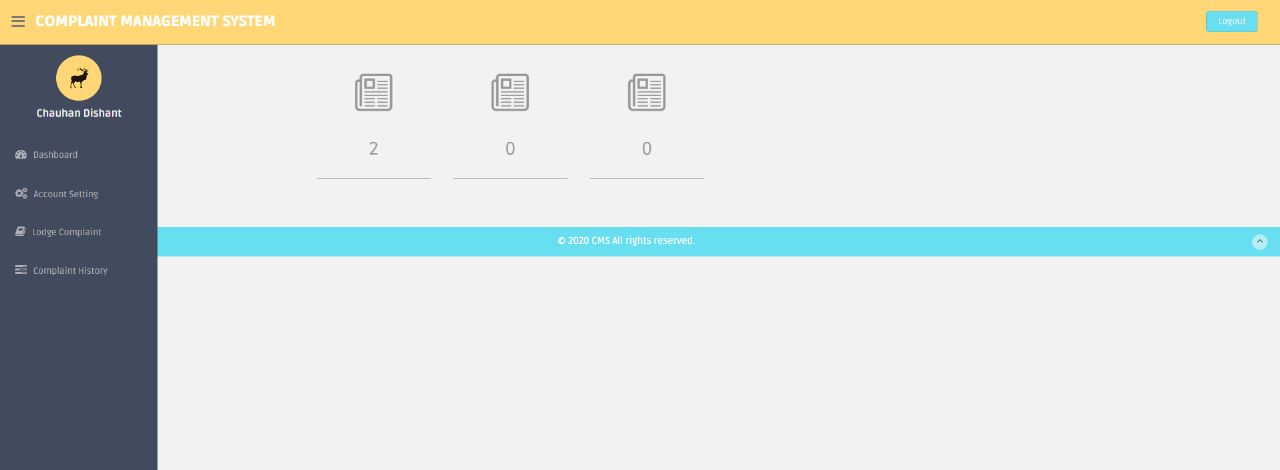 COMPLAINT MANAGEMENT SYSTEM
Logout
Chauhan Dishant
Dashboard
Account Setting
Lodge Complaint
Complaint History
2
0
0
© 2020 CMS All rights reserved.